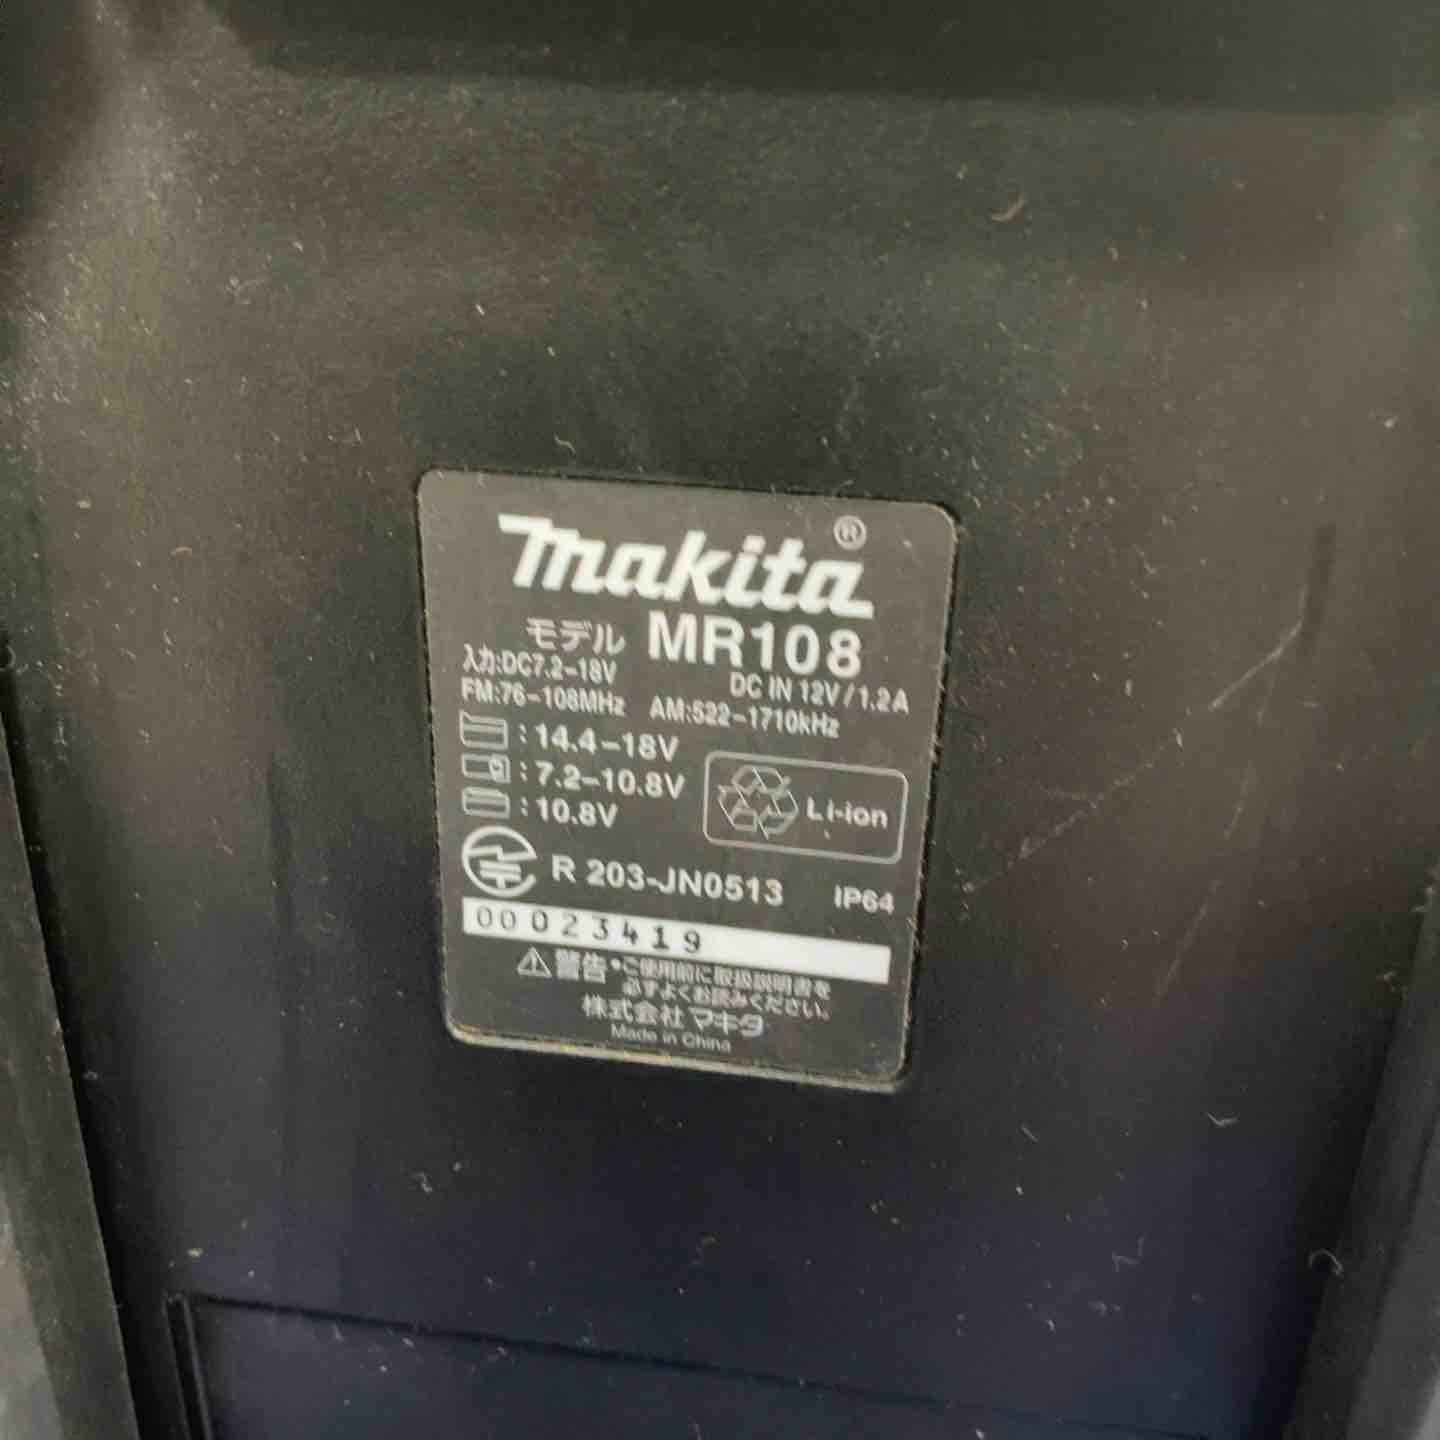 makita®
モデル MR108
入力:DC7.2-18V DC IN 12V/1.2A
FM:76-108MHz AM:522-1710kHz
:14.4-18V
:7.2-10.8V
:10.8V
Li-ion
R 203-JN0513 IP64
00023419
⚠警告・ご使用前に取扱説明書を
必ずよくお読みください。
株式会社 マキタ
Made in China